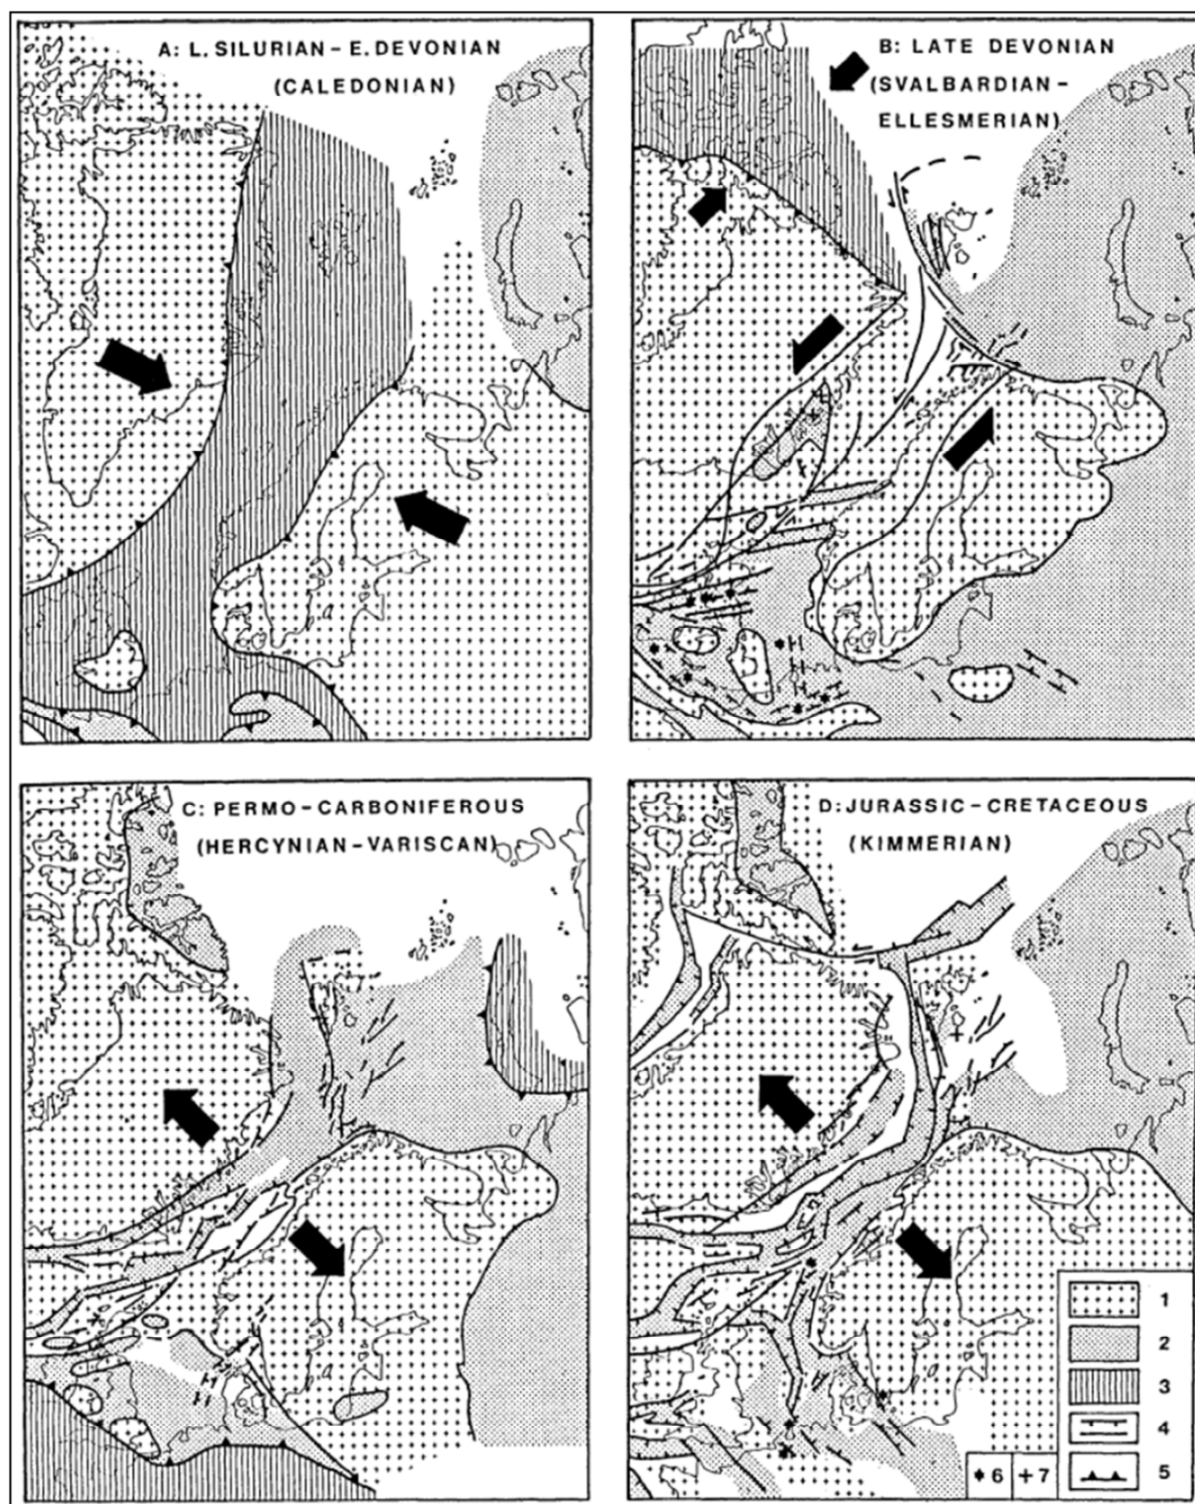 A: L. SILURIAN – E. DEVONIAN
(CALEDONIAN)
B: LATE DEVONIAN
(SVALBARDIAN –
ELLESMERIAN)
C: PERMO – CARBONIFEROUS
(HERCYNIAN–VARISCAN)
D: JURASSIC–CRETACEOUS
(KIMMERIAN)
1
2
3
4
5
6
7